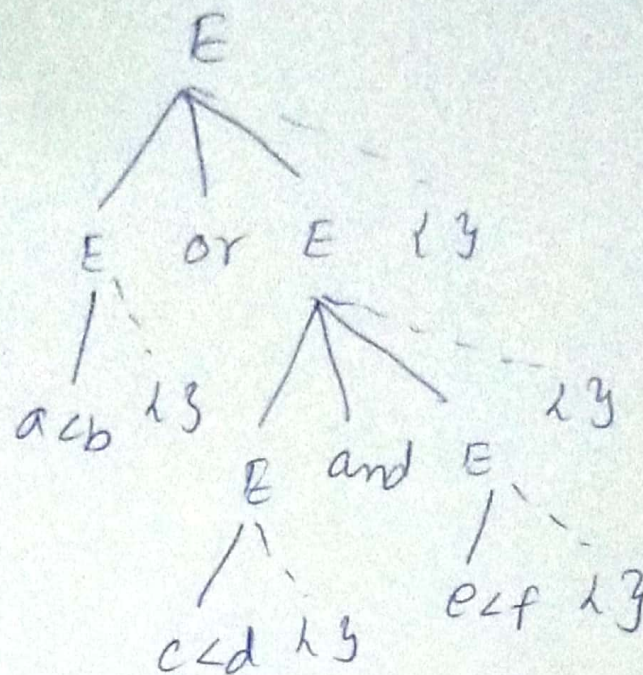 E
E or E { }
a<b { } { }
E and E
c<d { } e<f { }